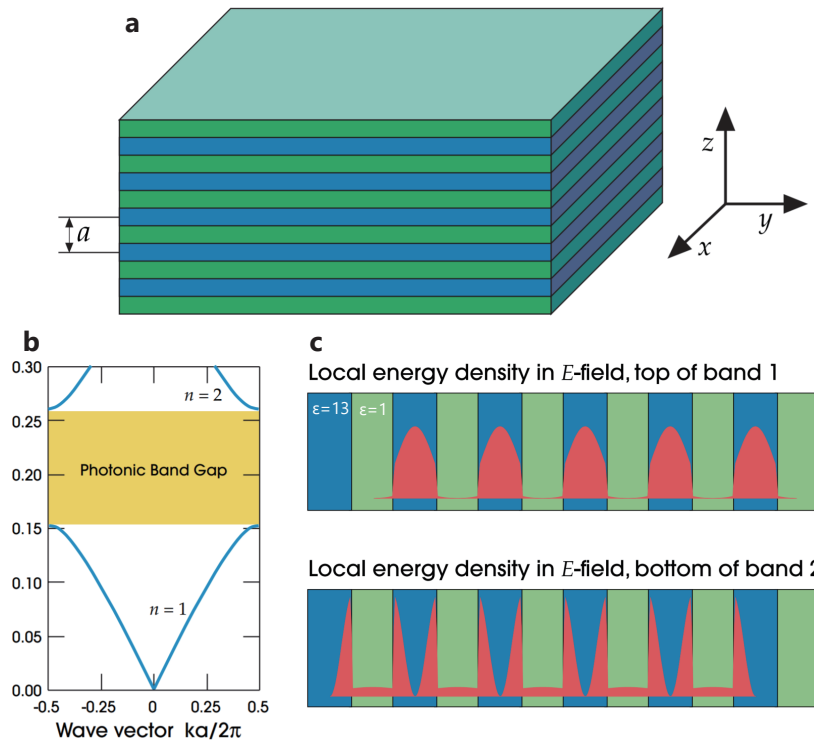 a
z
y
x
a
b
0.30
n = 2
0.25
0.20
Photonic Band Gap
0.15
0.10
n = 1
0.05
0.00
-0.5 -0.25 0 0.25 0.5
Wave vector ka/2π
c
Local energy density in E-field, top of band 1
ε=13 ε=1
Local energy density in E-field, bottom of band 2